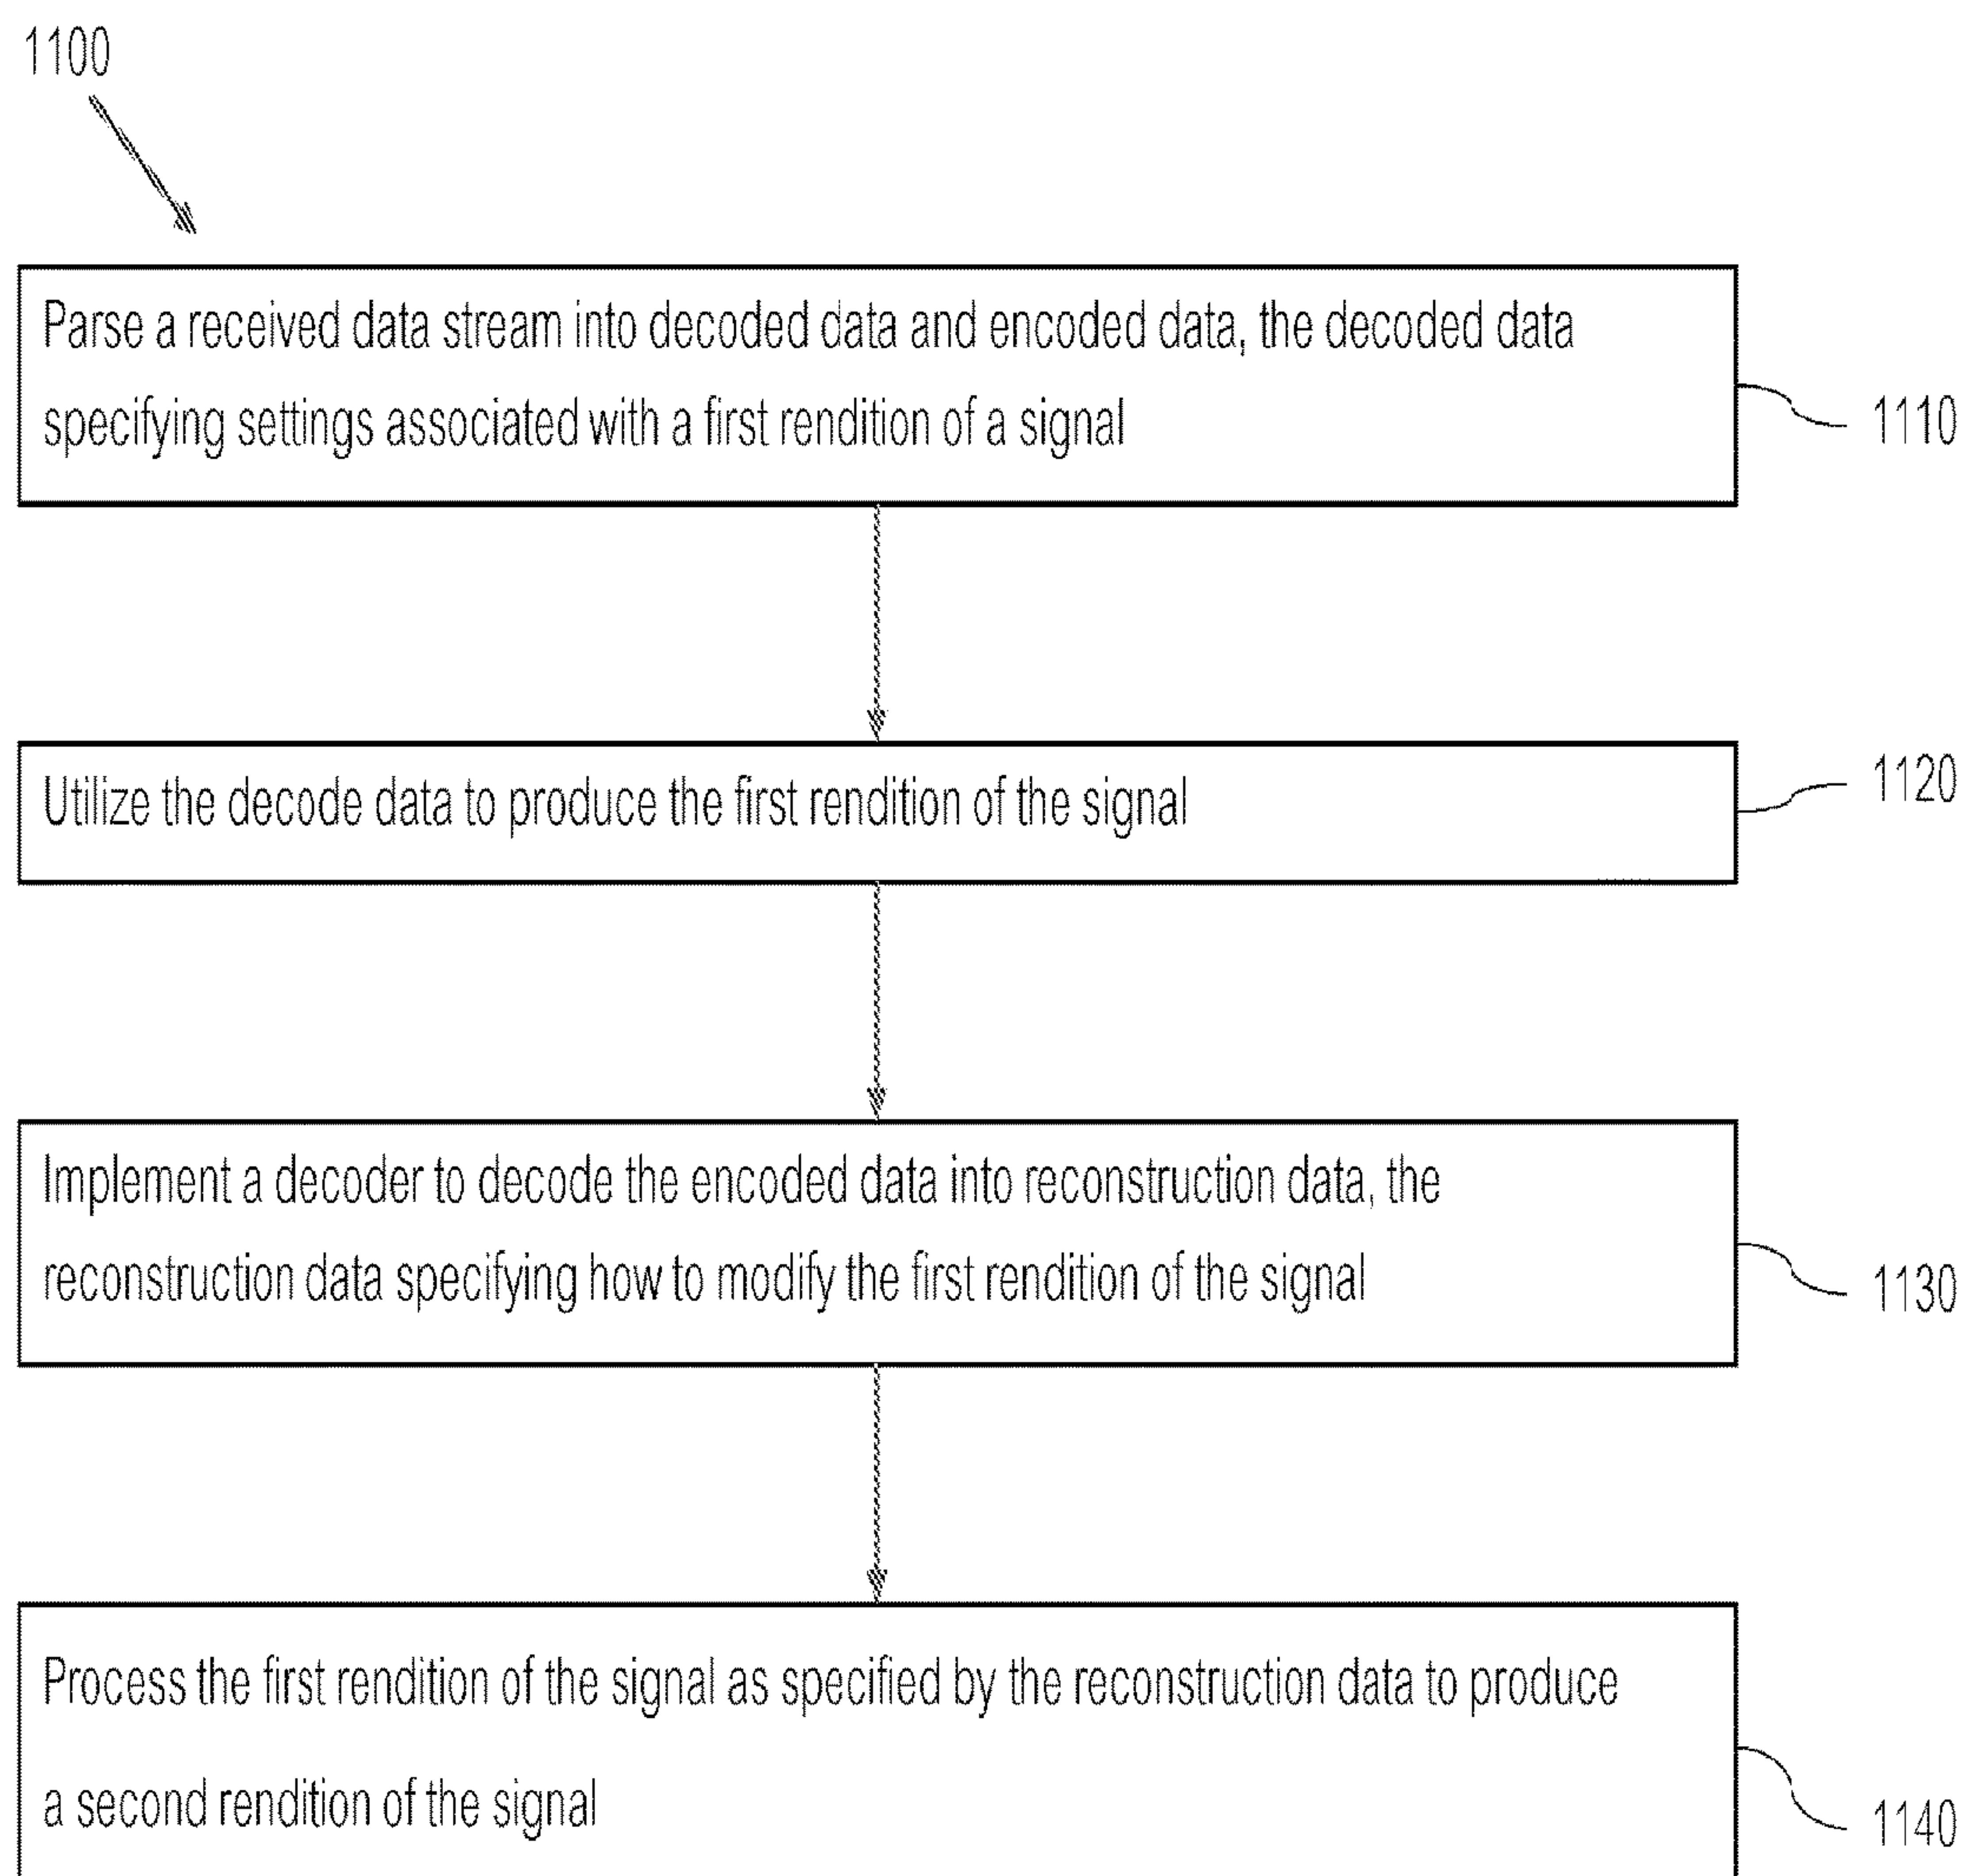 1100
Parse a received data stream into decoded data and encoded data, the decoded data
specifying settings associated with a first rendition of a signal
1110
Utilize the decode data to produce the first rendition of the signal
1120
Implement a decoder to decode the encoded data into reconstruction data, the
reconstruction data specifying how to modify the first rendition of the signal
1130
Process the first rendition of the signal as specified by the reconstruction data to produce
a second rendition of the signal
1140